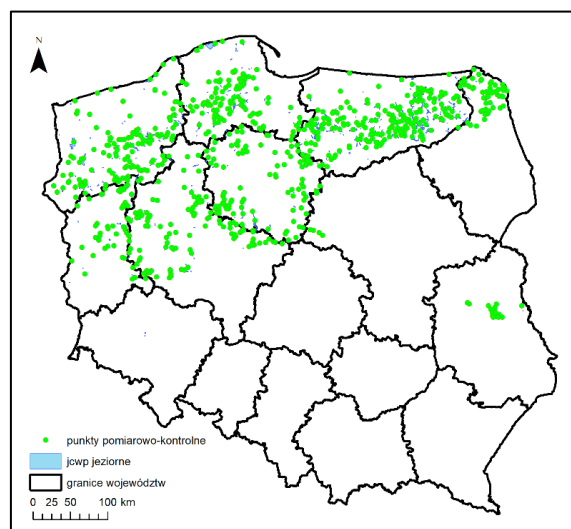 N
punkty pomiarowo-kontrolne
jcwp jeziorne
granice województw
0 25 50 100 km